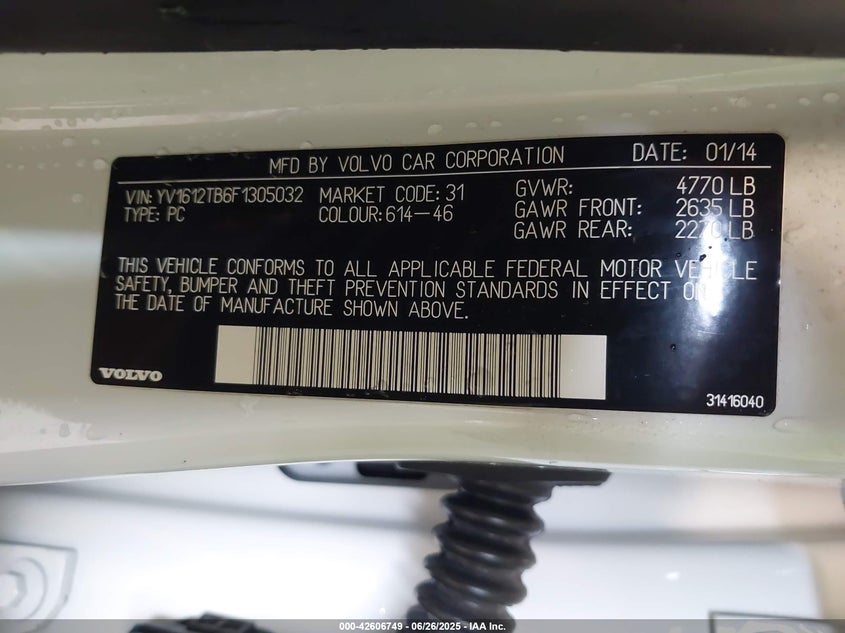 MFD BY VOLVO CAR CORPORATION DATE: 01/14
VIN: YV1612TB6F1305032 MARKET CODE: 31 GVWR: 4770 LB
TYPE: PC COLOUR: 614-46 GAWR FRONT: 2635 LB
GAWR REAR: 2270 LB
THIS VEHICLE CONFORMS TO ALL APPLICABLE FEDERAL MOTOR VEHICLE
SAFETY, BUMPER AND THEFT PREVENTION STANDARDS IN EFFECT ON
THE DATE OF MANUFACTURE SHOWN ABOVE.
VOLVO
31416040
000-42606749 - 06/26/2025 - IAA Inc.